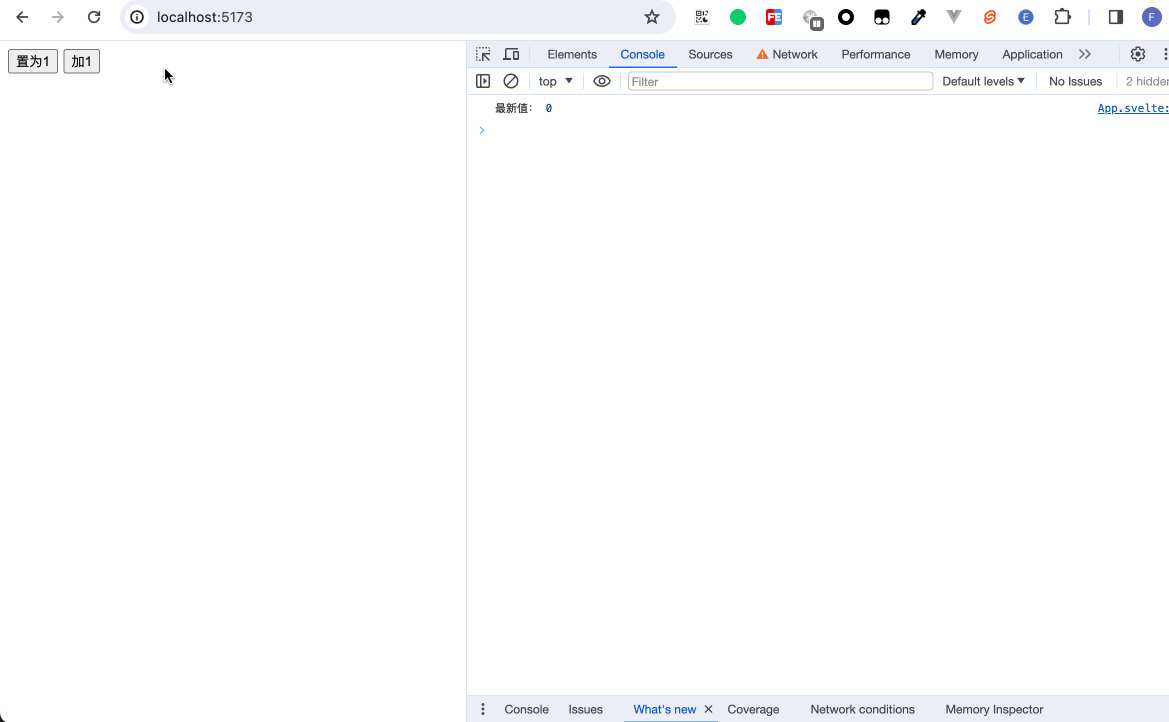 localhost:5173
FE
E
F
置为1 加1
Elements Console Sources Network Performance Memory Application
top Filter Default levels No Issues 2 hidden
最新值: 0 App.svelte:
Console Issues What's new Coverage Network conditions Memory Inspector